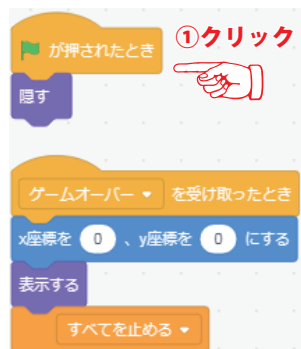 が押されたとき
①クリック
隠す
ゲームオーバー を受け取ったとき
x座標を 0 、y座標を 0 にする
表示する
すべてを止める